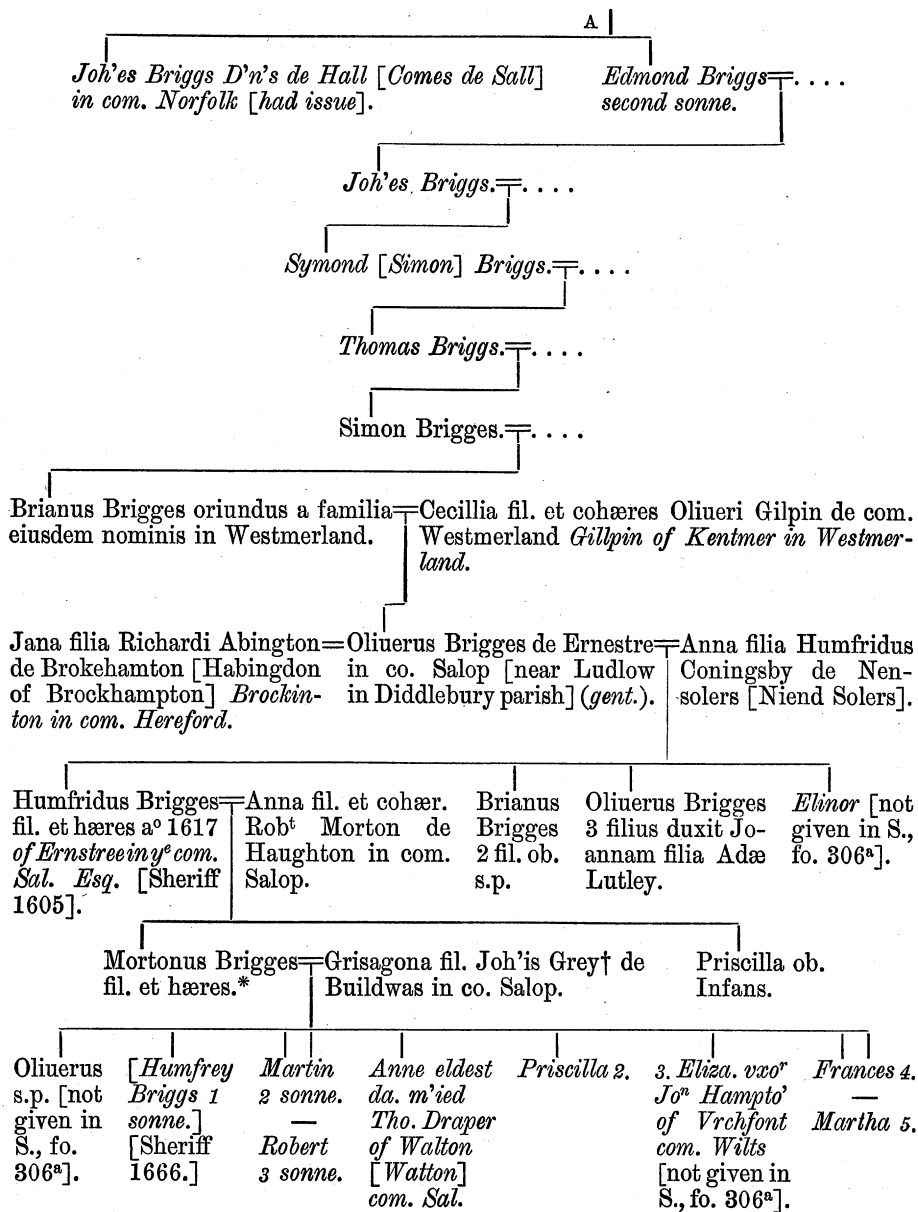 A
Joh'es Briggs D'n's de Hall [Comes de Sall]
in com. Norfolk [had issue].
Edmond Briggs=. . . .
second sonne.
Joh'es Briggs.=. . . .
Symond [Simon] Briggs.=. . . .
Thomas Briggs.=. . . .
Simon Brigges.=. . . .
Brianus Brigges oriundus a familia=
eiusdem nominis in Westmerland.
Cecillia fil. et cohæres Oliueri Gilpin de com.
Westmerland Gillpin of Kentmer in Westmer-
land.
Jana filia Richardi Abington=
de Brokehamton [Habingdon
of Brockhampton] Brockin-
ton in com. Hereford.
Oliuerus Brigges de Ernestre=
in co. Salop [near Ludlow
in Diddlebury parish] (gent.).
Anna filia Humfridus
Coningsby de Nen-
solers [Niend Solers].
Humfridus Brigges=
fil. et hæres aº 1617
of Ernstree in yᵉ com.
Sal. Esq. [Sheriff
1605].
Anna fil. et cohær.
Robᵗ Morton de
Haughton in com.
Salop.
Brianus
Brigges
2 fil. ob.
s.p.
Oliuerus Brigges
3 filius duxit Jo-
annam filia Adæ
Lutley.
Elinor [not
given in S.,
fo. 306ª].
Mortonus Brigges=
fil. et hæres.*
Grisagona fil. Joh'is Grey† de
Buildwas in co. Salop.
Priscilla ob.
Infans.
Oliuerus
s.p. [not
given in
S., fo.
306ª].
[Humfrey
Briggs 1
sonne.]
[Sheriff
1666.]
Martin
2 sonne.
—
Robert
3 sonne.
Anne eldest
da. m'ied
Tho. Draper
of Walton
[Watton]
com. Sal.
Priscilla 2.
3. Eliza. vxoʳ
Joⁿ Hampto'
of Vrchfont
com. Wilts
[not given in
S., fo. 306ª].
Frances 4.
—
Martha 5.